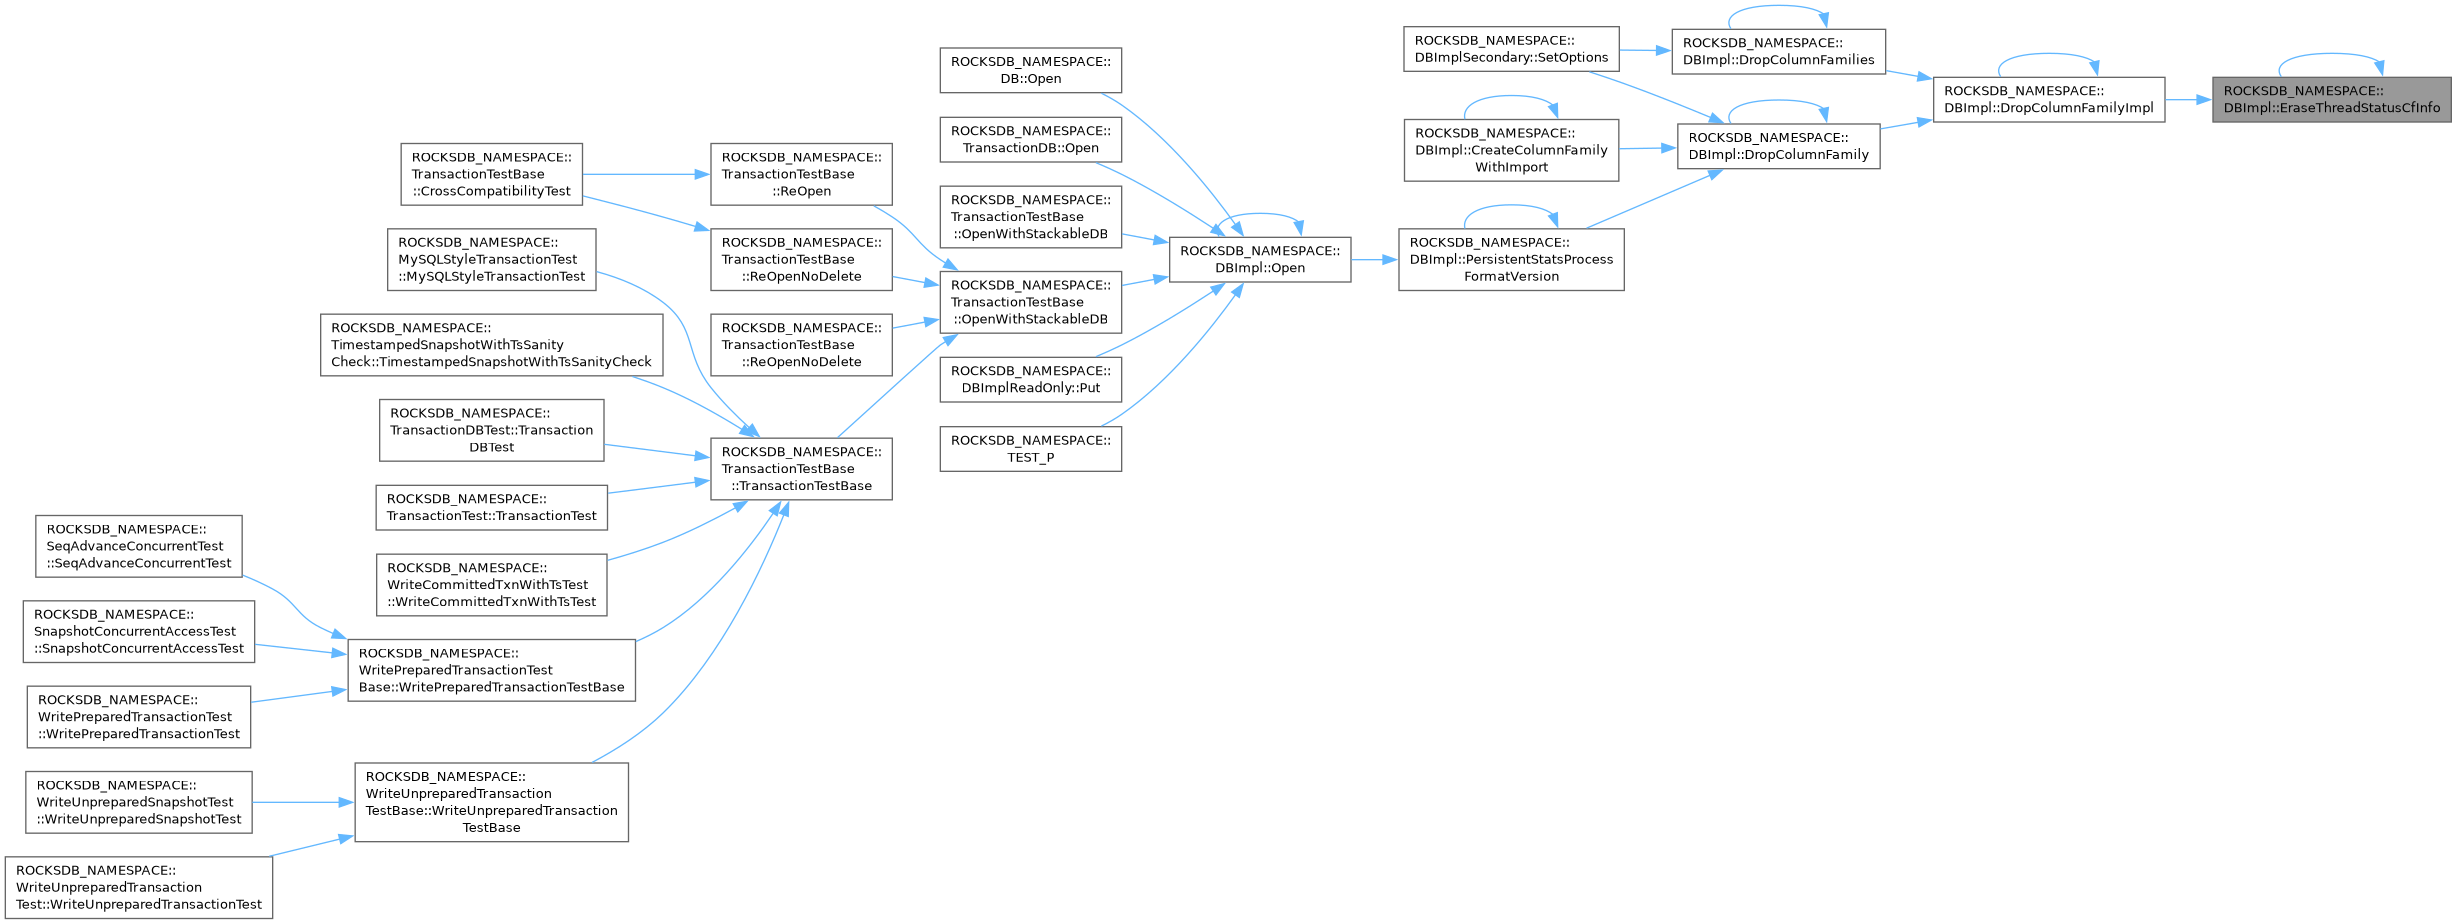 ROCKSDB_NAMESPACE::
DBImplSecondary::SetOptions
ROCKSDB_NAMESPACE::
DBImpl::DropColumnFamilies
ROCKSDB_NAMESPACE::
DB::Open
ROCKSDB_NAMESPACE::
DBImpl::DropColumnFamilyImpl
ROCKSDB_NAMESPACE::
DBImpl::EraseThreadStatusCfInfo
ROCKSDB_NAMESPACE::
TransactionDB::Open
ROCKSDB_NAMESPACE::
DBImpl::CreateColumnFamily
WithImport
ROCKSDB_NAMESPACE::
DBImpl::DropColumnFamily
ROCKSDB_NAMESPACE::
TransactionTestBase
::CrossCompatibilityTest
ROCKSDB_NAMESPACE::
TransactionTestBase
::ReOpen
ROCKSDB_NAMESPACE::
TransactionTestBase
::OpenWithStackableDB
ROCKSDB_NAMESPACE::
MySQLStyleTransactionTest
::MySQLStyleTransactionTest
ROCKSDB_NAMESPACE::
TransactionTestBase
::ReOpenNoDelete
ROCKSDB_NAMESPACE::
DBImpl::Open
ROCKSDB_NAMESPACE::
DBImpl::PersistentStatsProcess
FormatVersion
ROCKSDB_NAMESPACE::
TransactionTestBase
::OpenWithStackableDB
ROCKSDB_NAMESPACE::
TimestampedSnapshotWithTsSanity
Check::TimestampedSnapshotWithTsSanityCheck
ROCKSDB_NAMESPACE::
TransactionTestBase
::ReOpenNoDelete
ROCKSDB_NAMESPACE::
DBImplReadOnly::Put
ROCKSDB_NAMESPACE::
TransactionDBTest::Transaction
DBTest
ROCKSDB_NAMESPACE::
TransactionTestBase
::TransactionTestBase
ROCKSDB_NAMESPACE::
TEST_P
ROCKSDB_NAMESPACE::
TransactionTest::TransactionTest
ROCKSDB_NAMESPACE::
SeqAdvanceConcurrentTest
::SeqAdvanceConcurrentTest
ROCKSDB_NAMESPACE::
WriteCommittedTxnWithTsTest
::WriteCommittedTxnWithTsTest
ROCKSDB_NAMESPACE::
SnapshotConcurrentAccessTest
::SnapshotConcurrentAccessTest
ROCKSDB_NAMESPACE::
WritePreparedTransactionTest
Base::WritePreparedTransactionTestBase
ROCKSDB_NAMESPACE::
WritePreparedTransactionTest
::WritePreparedTransactionTest
ROCKSDB_NAMESPACE::
WriteUnpreparedSnapshotTest
::WriteUnpreparedSnapshotTest
ROCKSDB_NAMESPACE::
WriteUnpreparedTransaction
TestBase::WriteUnpreparedTransaction
TestBase
ROCKSDB_NAMESPACE::
WriteUnpreparedTransaction
Test::WriteUnpreparedTransactionTest